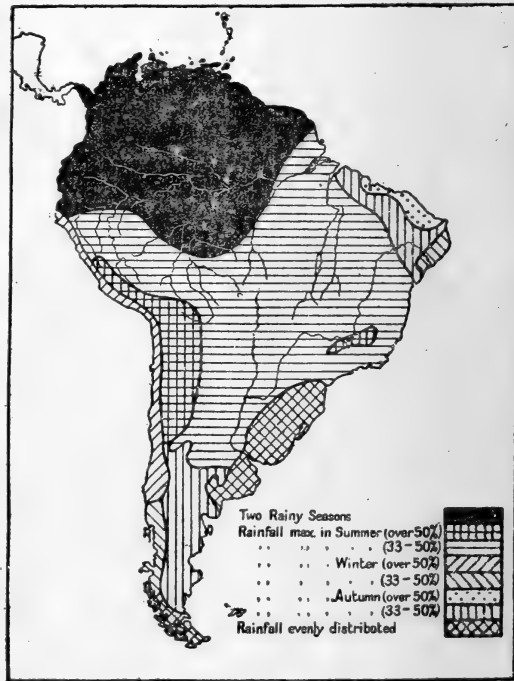 Two Rainy Seasons
Rainfall max. in Summer (over 50%)
" " " " (33-50%)
" " " Winter (over 50%)
" " " " (33-50%)
" " " Autumn (over 50%)
" " " " (33-50%)
Rainfall evenly distributed